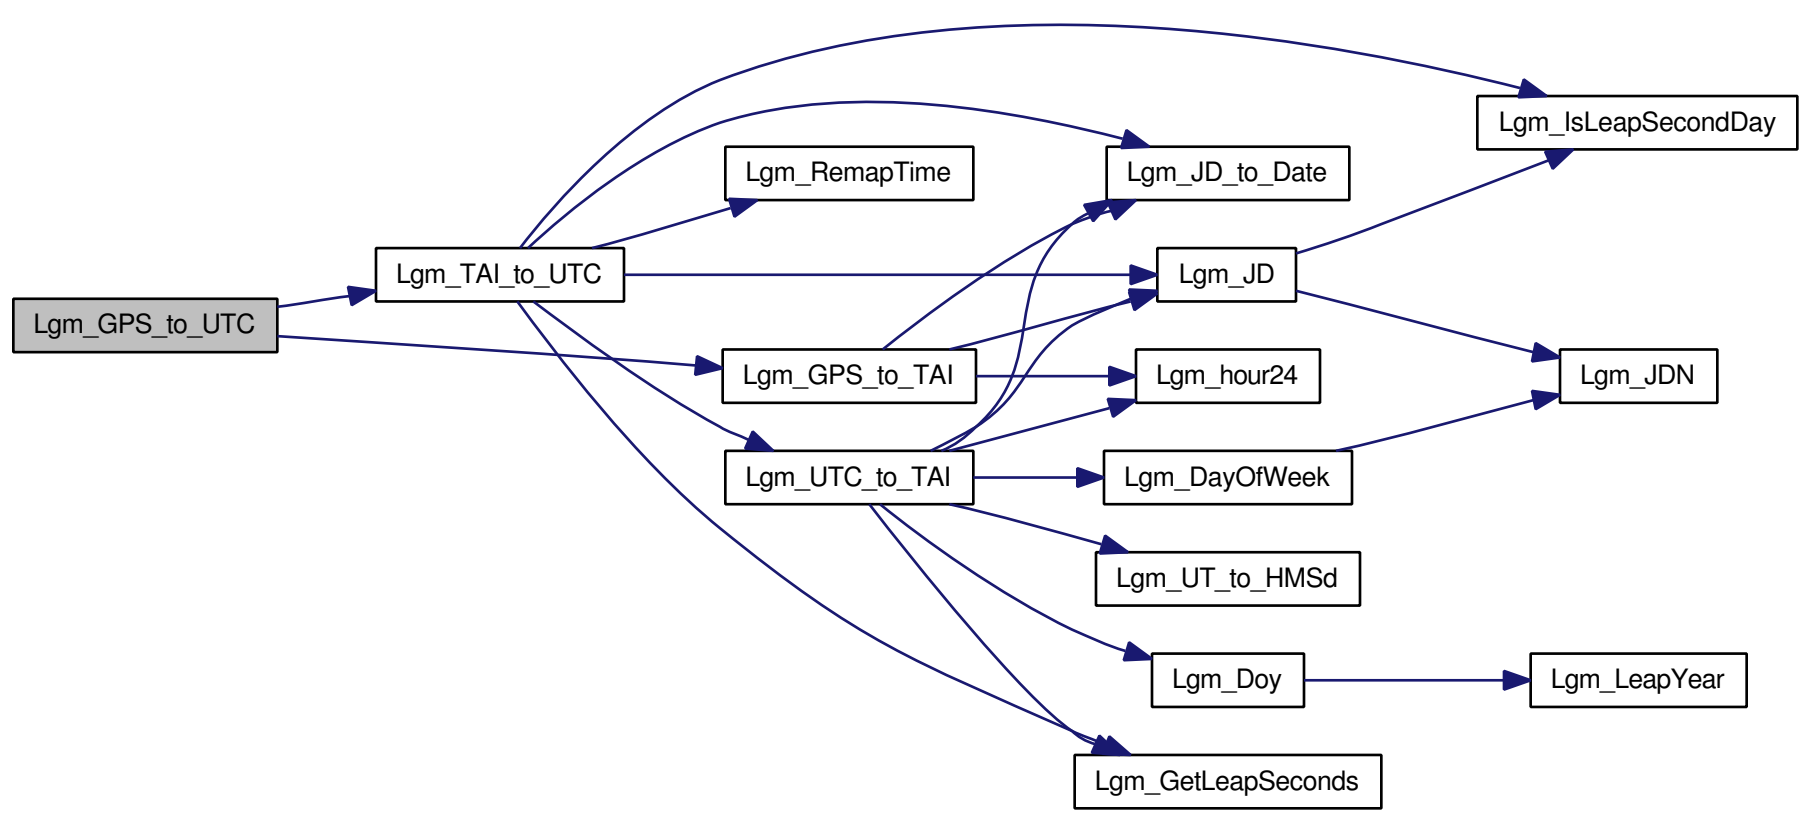 Lgm_GPS_to_UTC
Lgm_TAI_to_UTC
Lgm_RemapTime
Lgm_GPS_to_TAI
Lgm_UTC_to_TAI
Lgm_JD_to_Date
Lgm_JD
Lgm_hour24
Lgm_DayOfWeek
Lgm_UT_to_HMSd
Lgm_Doy
Lgm_GetLeapSeconds
Lgm_IsLeapSecondDay
Lgm_JDN
Lgm_LeapYear